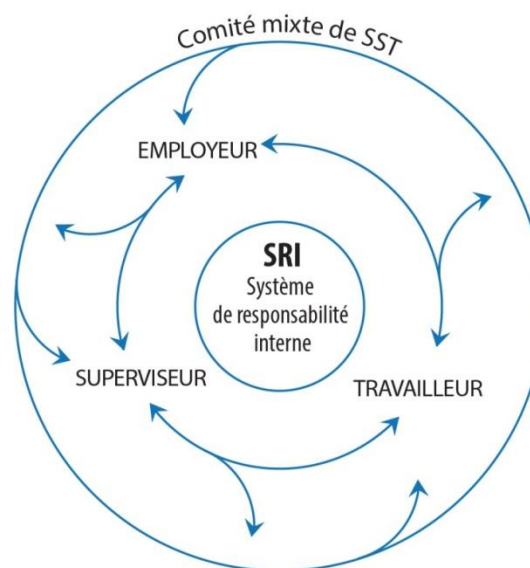 Comité mixte de SST
EMPLOYEUR
SRI
Système
de responsabilité
interne
SUPERVISEUR
TRAVAILLEUR